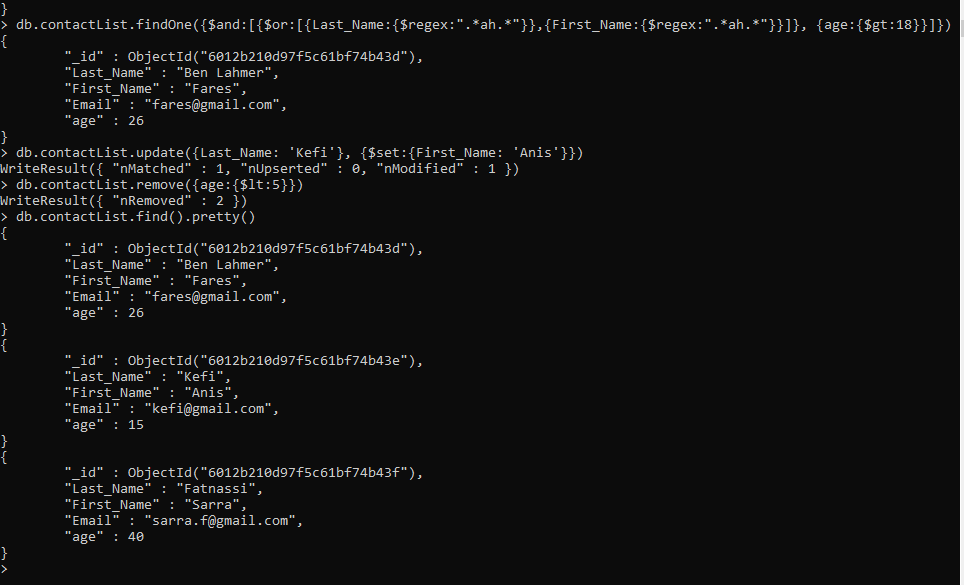 }
> db.contactList.findOne({$and:[{$or:[{Last_Name:{$regex:".*ah.*"}},{First_Name:{$regex:".*ah.*"}}]}, {age:{$gt:18}}]})
{
        "_id" : ObjectId("6012b210d97f5c61bf74b43d"),
        "Last_Name" : "Ben Lahmer",
        "First_Name" : "Fares",
        "Email" : "fares@gmail.com",
        "age" : 26
}
> db.contactList.update({Last_Name: 'Kefi'}, {$set:{First_Name: 'Anis'}})
WriteResult({ "nMatched" : 1, "nUpserted" : 0, "nModified" : 1 })
> db.contactList.remove({age:{$lt:5}})
WriteResult({ "nRemoved" : 2 })
> db.contactList.find().pretty()
{
        "_id" : ObjectId("6012b210d97f5c61bf74b43d"),
        "Last_Name" : "Ben Lahmer",
        "First_Name" : "Fares",
        "Email" : "fares@gmail.com",
        "age" : 26
}
{
        "_id" : ObjectId("6012b210d97f5c61bf74b43e"),
        "Last_Name" : "Kefi",
        "First_Name" : "Anis",
        "Email" : "kefi@gmail.com",
        "age" : 15
}
{
        "_id" : ObjectId("6012b210d97f5c61bf74b43f"),
        "Last_Name" : "Fatnassi",
        "First_Name" : "Sarra",
        "Email" : "sarra.f@gmail.com",
        "age" : 40
}
>